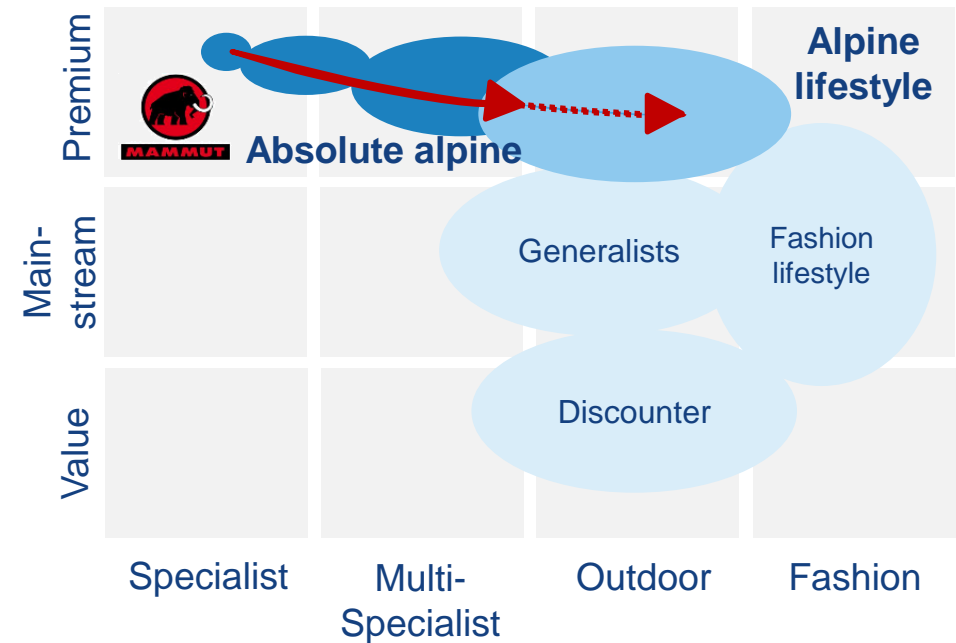 Premium
Alpine
lifestyle
MAMMUT
Absolute alpine
Main-
stream
Generalists
Fashion
lifestyle
Value
Discounter
Specialist
Multi-
Specialist
Outdoor
Fashion